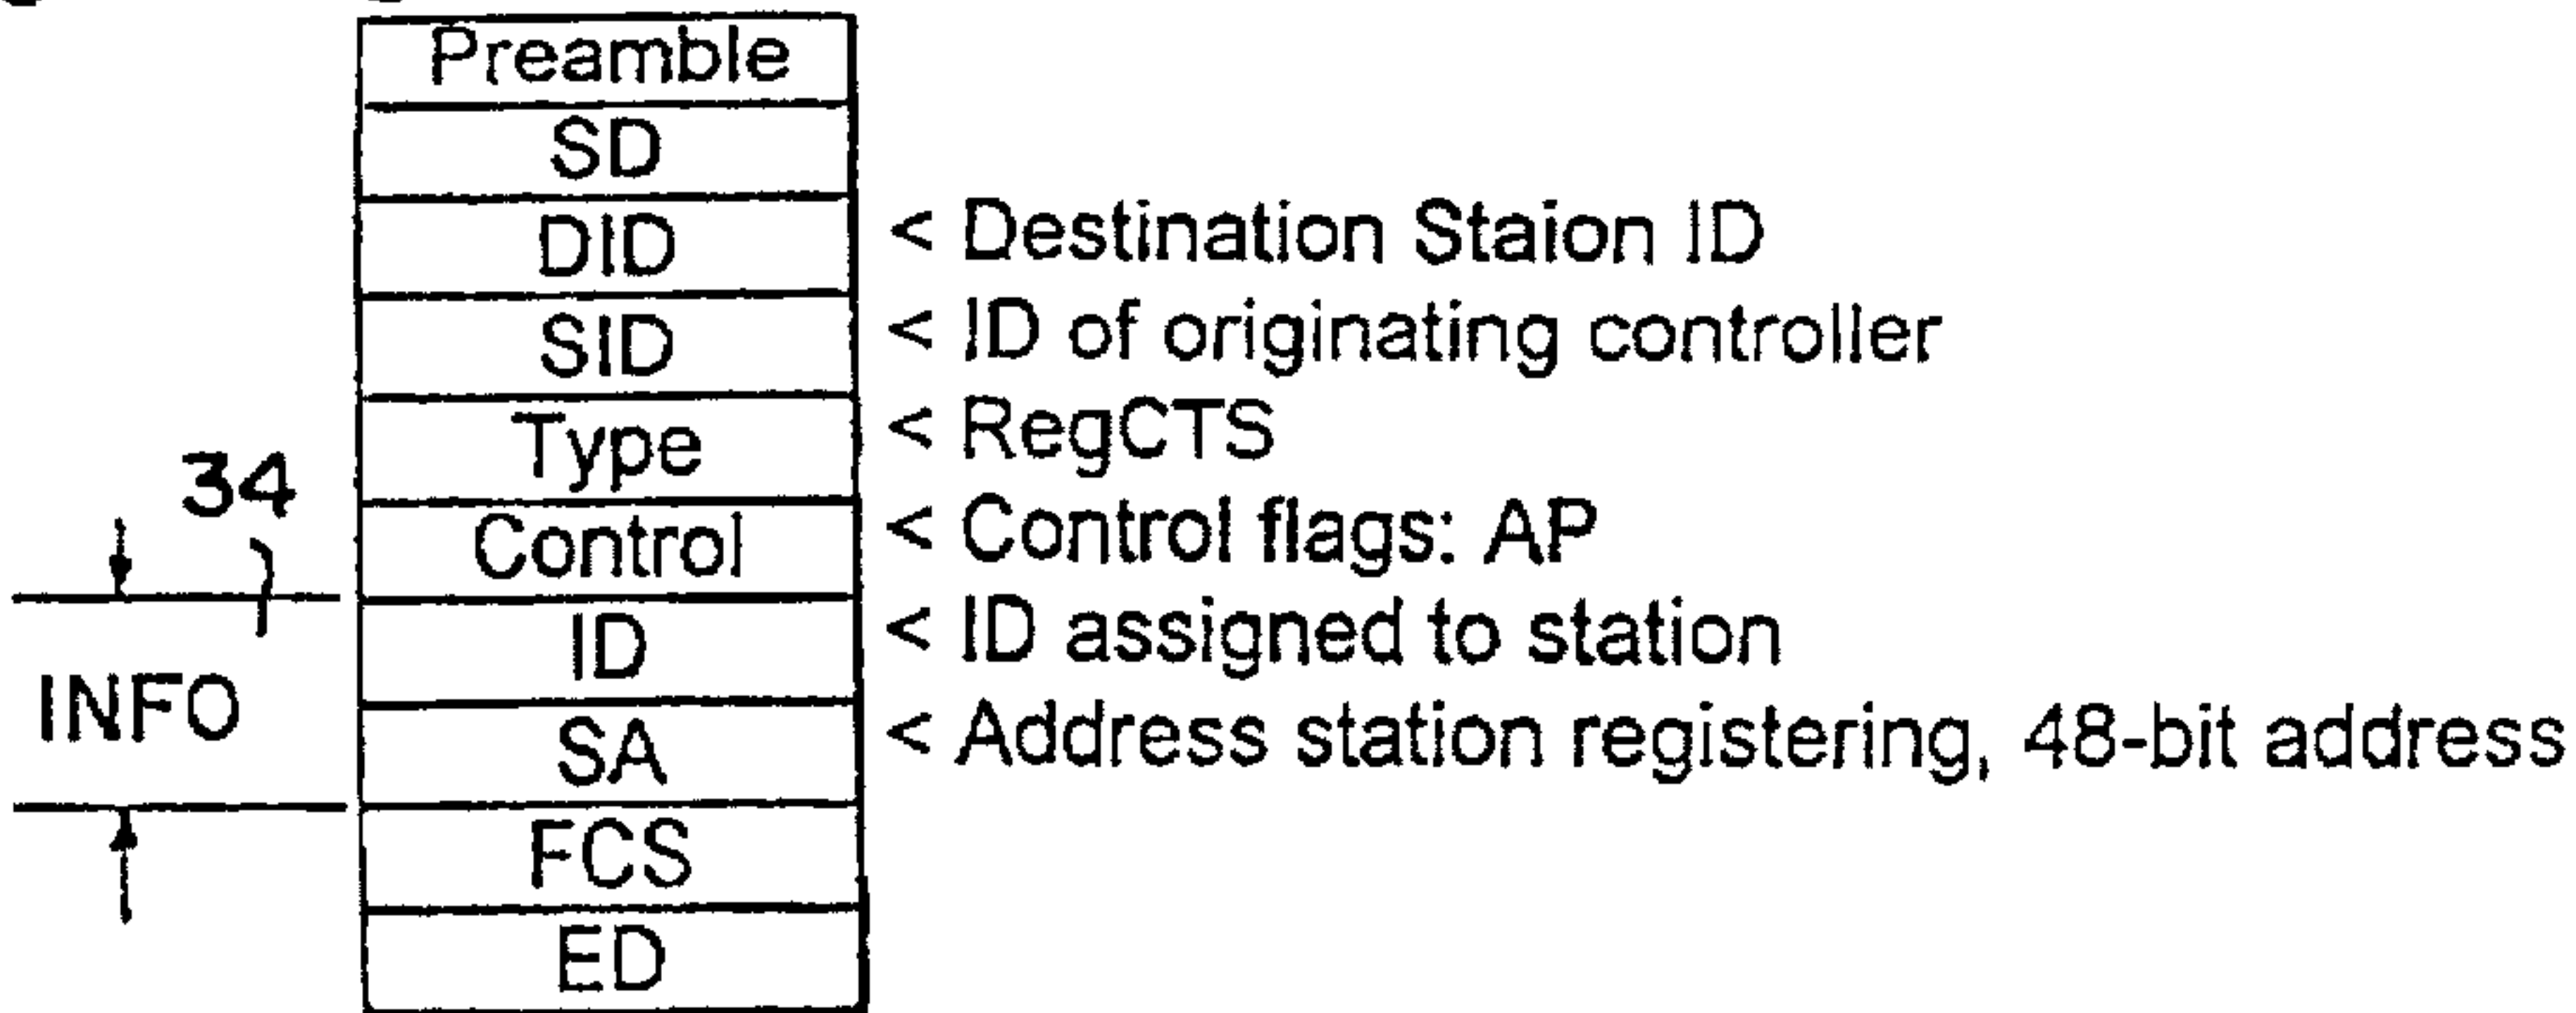 Preamble
SD
DID < Destination Staion ID
SID < ID of originating controller
Type < RegCTS
34
Control < Control flags: AP
ID < ID assigned to station
INFO
SA < Address station registering, 48-bit address
FCS
ED